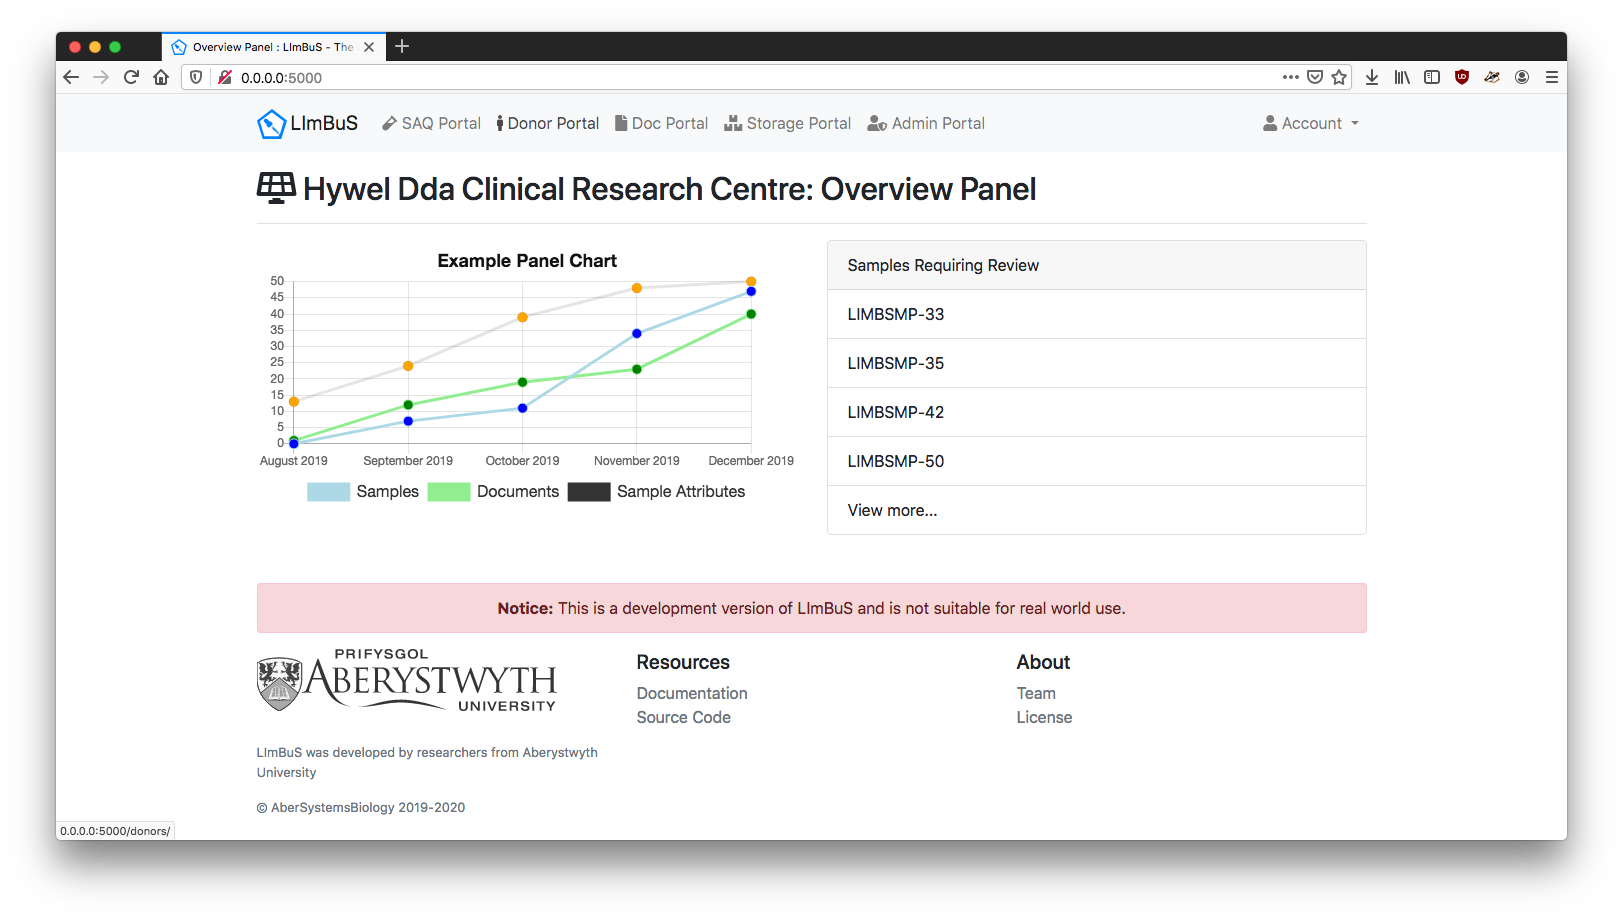 Overview Panel : LImBuS - The
0.0.0.0:5000
LImBuS
SAQ Portal
Donor Portal
Doc Portal
Storage Portal
Admin Portal
Account
Hywel Dda Clinical Research Centre: Overview Panel
Example Panel Chart
50
45
40
35
30
25
20
15
10
5
0
August 2019
September 2019
October 2019
November 2019
December 2019
Samples
Documents
Sample Attributes
Samples Requiring Review
LIMBSMP-33
LIMBSMP-35
LIMBSMP-42
LIMBSMP-50
View more...
Notice: This is a development version of LImBuS and is not suitable for real world use.
PRIFYSGOL
ABERYSTWYTH
UNIVERSITY
LImBuS was developed by researchers from Aberystwyth
University
© AberSystemsBiology 2019-2020
Resources
Documentation
Source Code
About
Team
License
0.0.0.0:5000/donors/